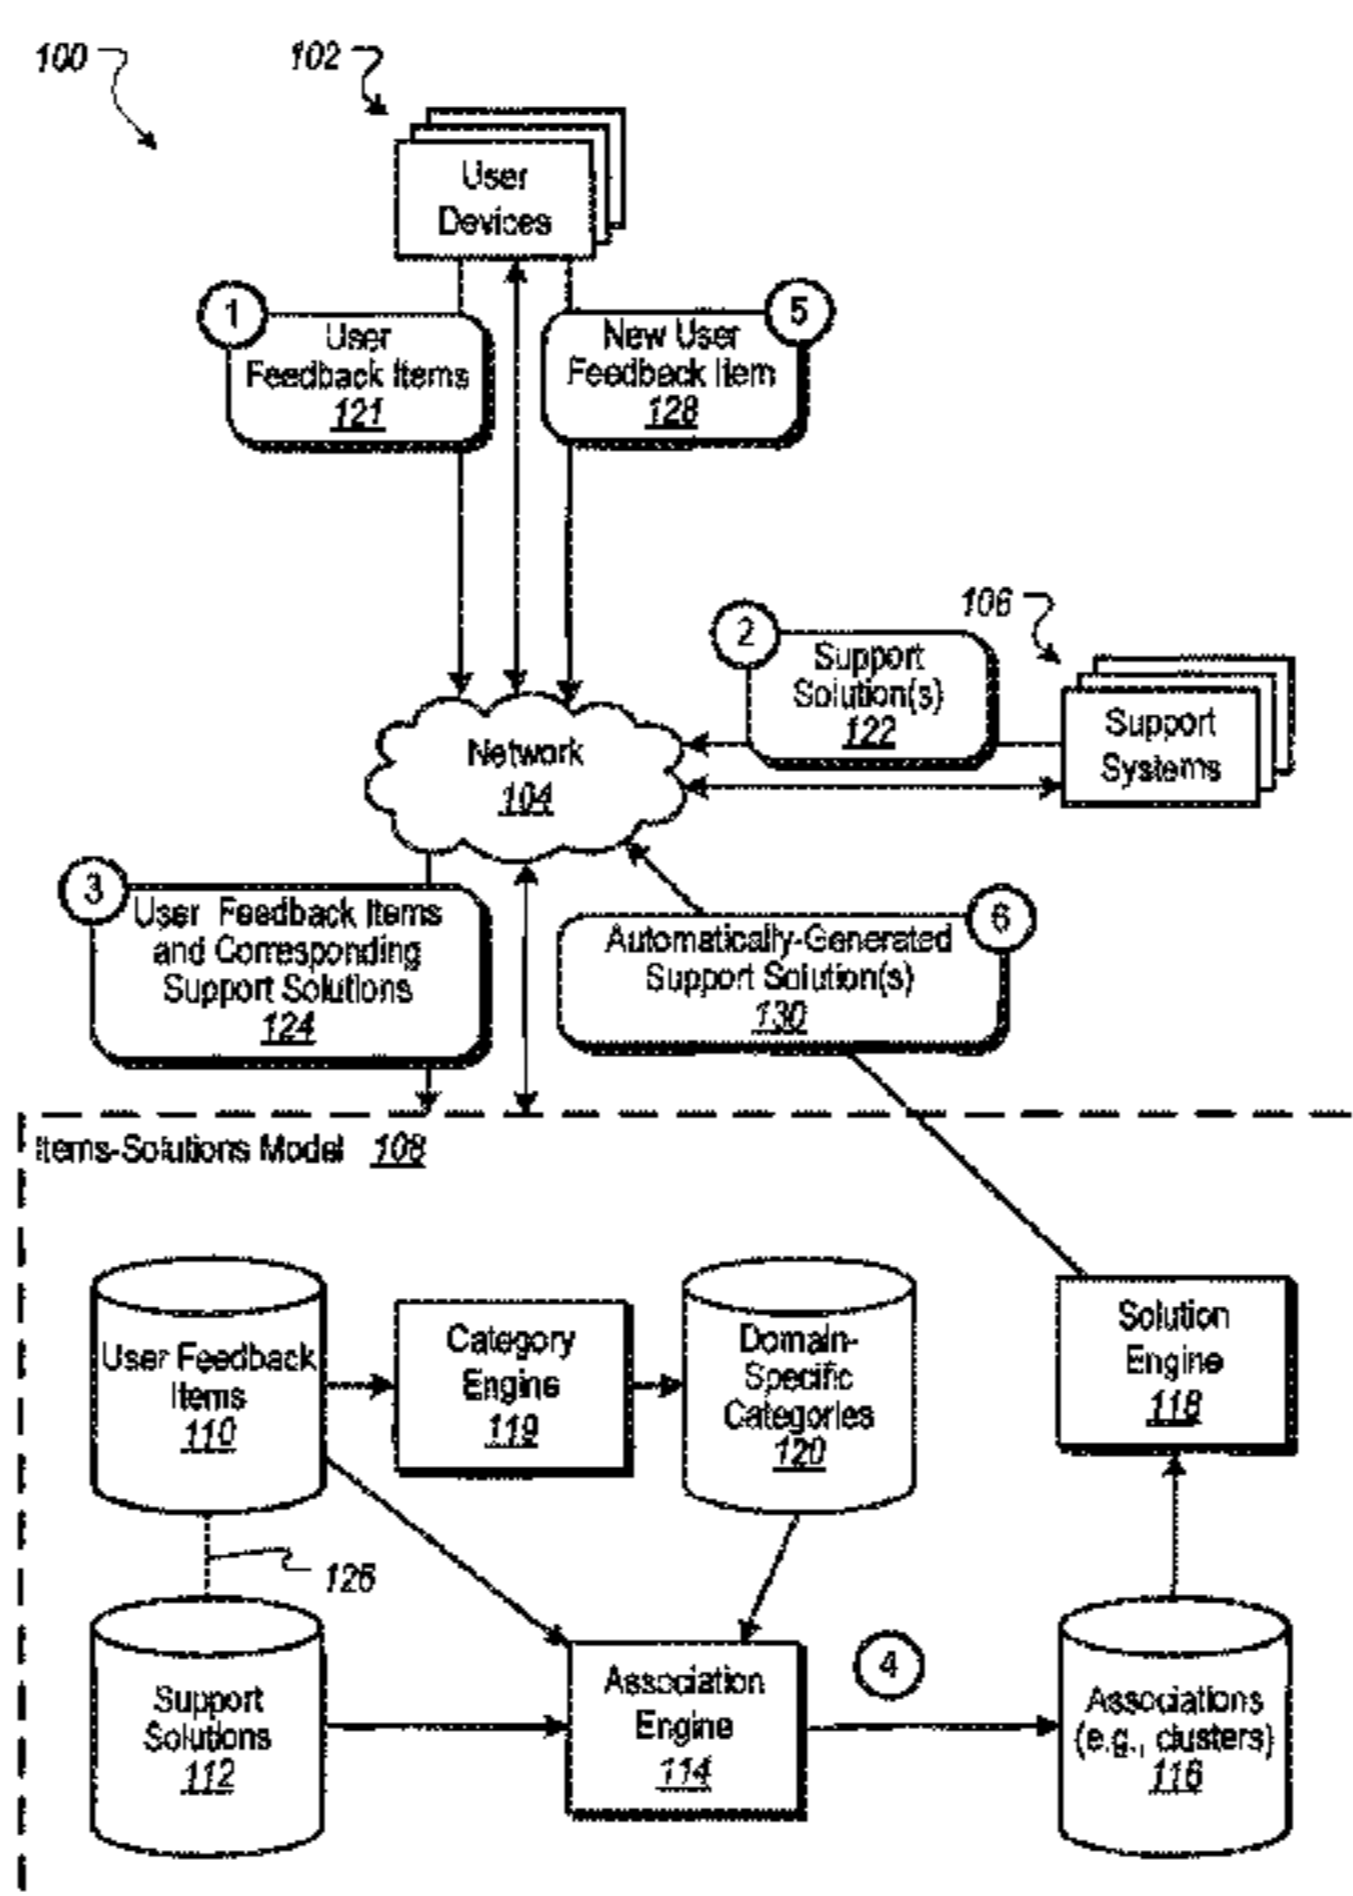 100
102
User
Devices
1
User
Feedback Items
121
5
New User
Feedback Item
128
2
Support
Solution(s)
122
106
Support
Systems
Network
104
3
User Feedback Items
and Corresponding
Support Solutions
124
6
Automatically-Generated
Support Solution(s)
130
Items-Solutions Model 108
User Feedback
Items
110
Category
Engine
119
Domain-
Specific
Categories
120
Solution
Engine
118
126
Support
Solutions
112
Association
Engine
114
4
Associations
(e.g., clusters)
116